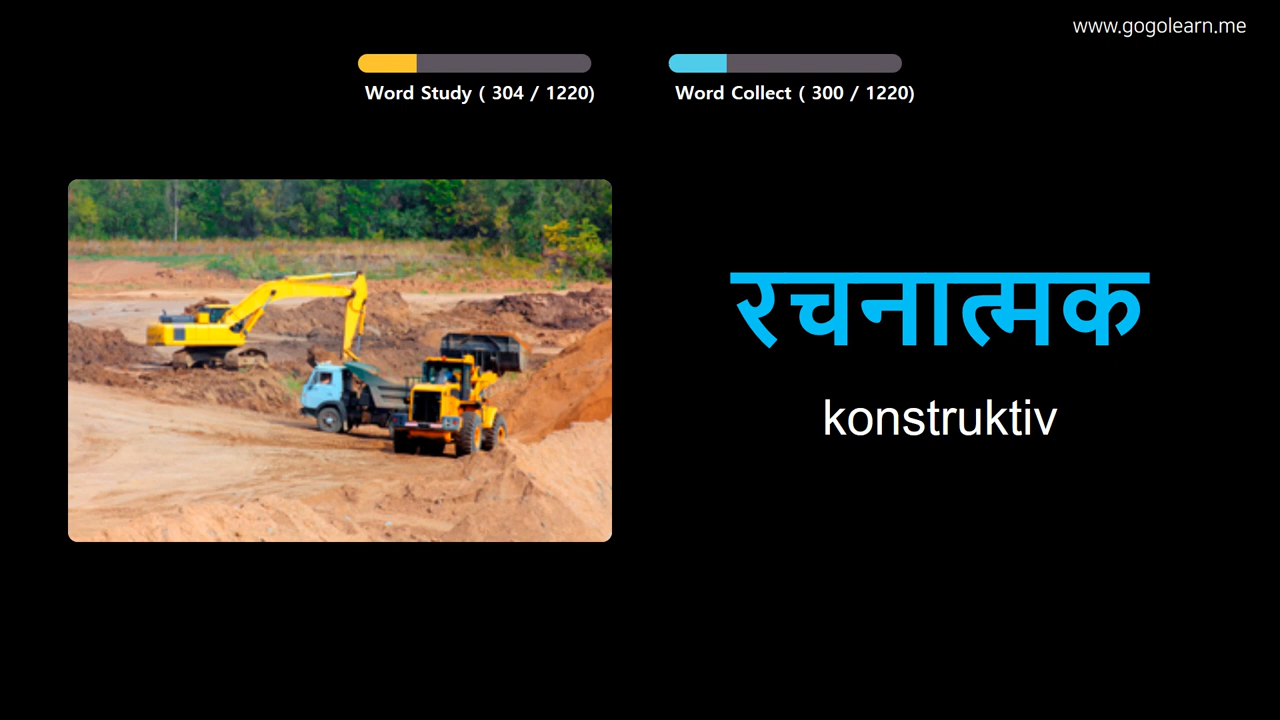 www.gogolearn.me
Word Study ( 304 / 1220)
Word Collect ( 300 / 1220)
रचनात्मक
konstruktiv